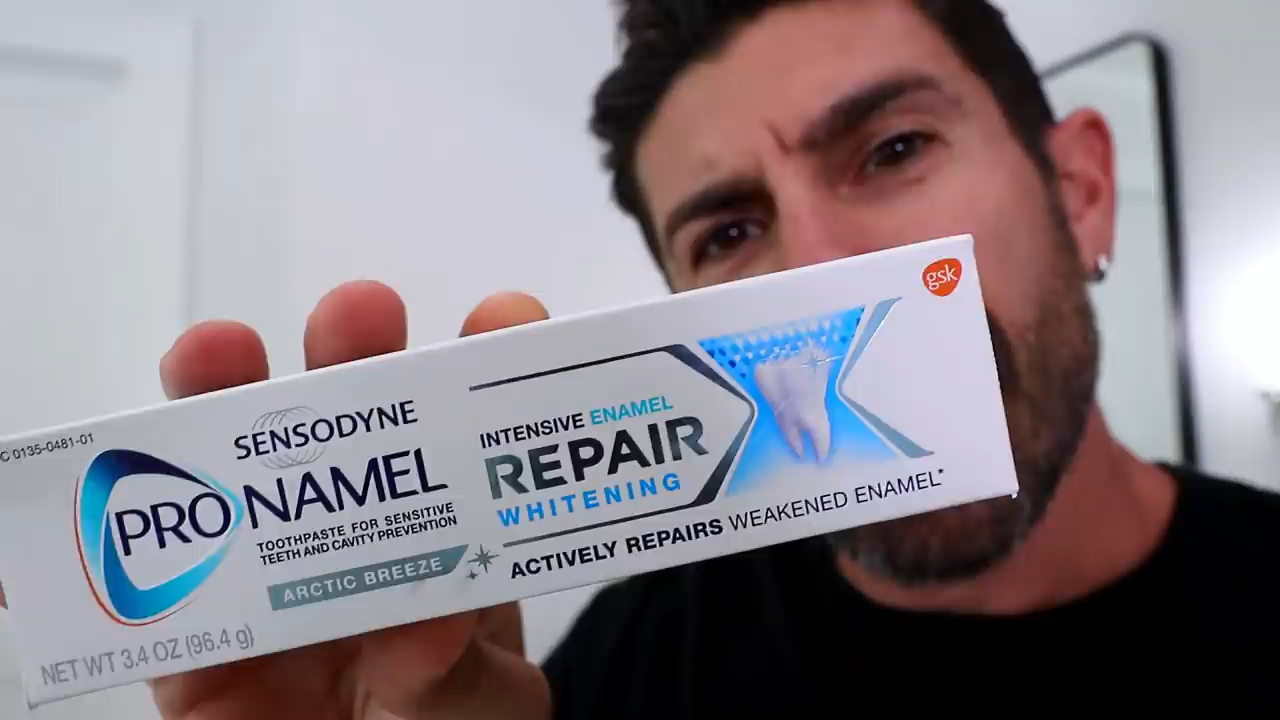 C 0135-0481-01
SENSODYNE
PRONAMEL
TOOTHPASTE FOR SENSITIVE
TEETH AND CAVITY PREVENTION
ARCTIC BREEZE
NET WT 3.4 OZ (96.4 g)
INTENSIVE ENAMEL
REPAIR
WHITENING
ACTIVELY REPAIRS WEAKENED ENAMEL*
gsk